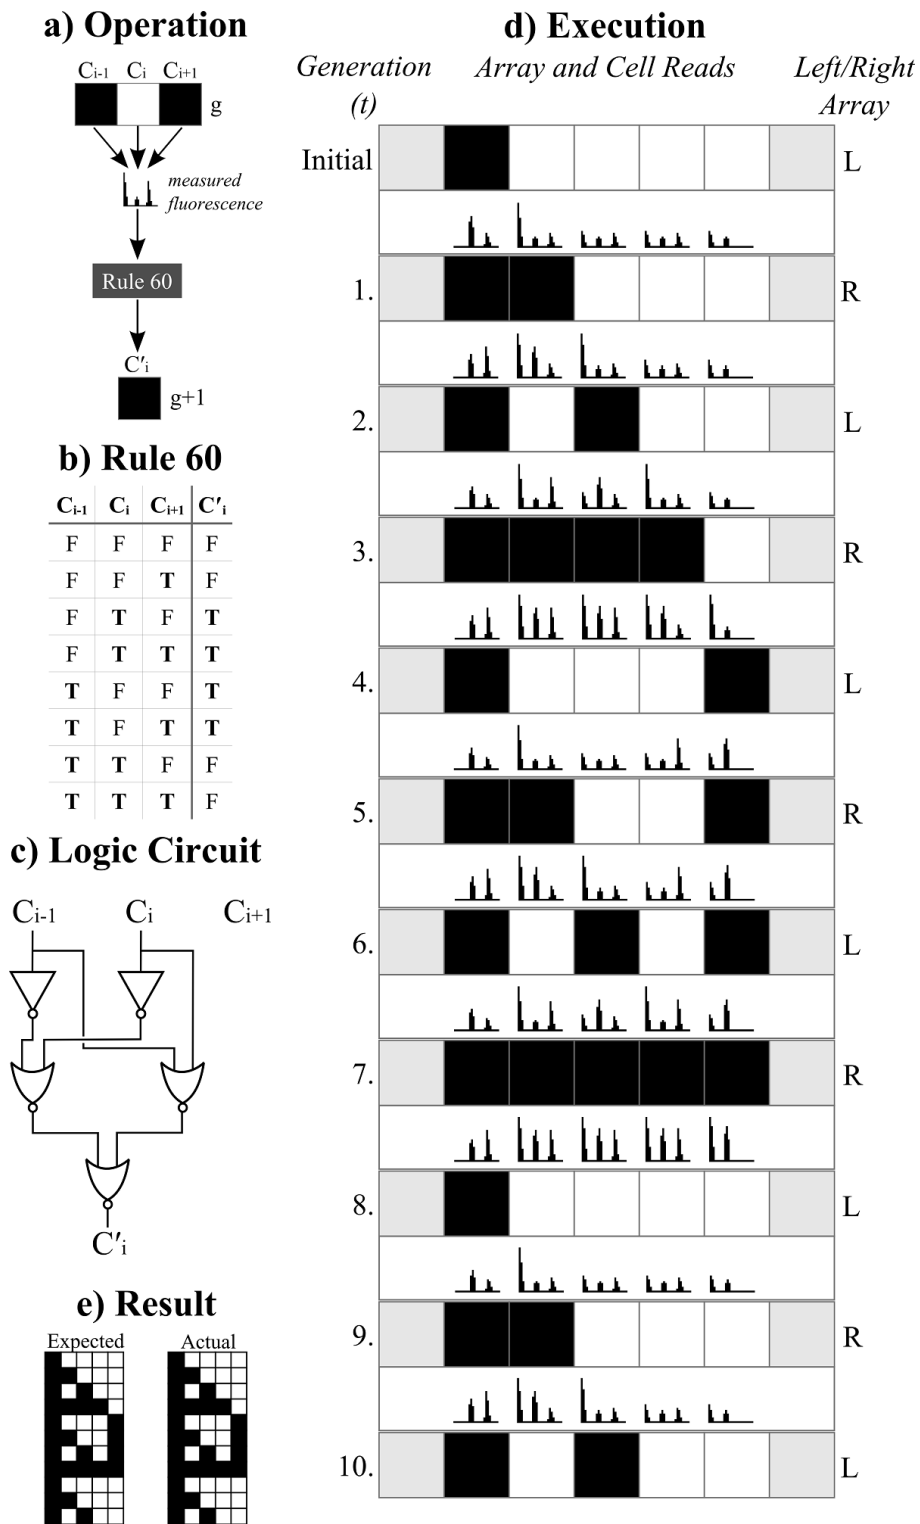 a) Operation
Ci-1 Ci Ci+1
g
measured
fluorescence
Rule 60
C′i
g+1
b) Rule 60
Ci-1 Ci Ci+1 C′i
F F F F
F F T F
F T F T
F T T T
T F F T
T F T T
T T F F
T T T F
c) Logic Circuit
Ci-1 Ci Ci+1
C′i
e) Result
Expected Actual
d) Execution
Generation Array and Cell Reads Left/Right
(t) Array
Initial L
1. R
2. L
3. R
4. L
5. R
6. L
7. R
8. L
9. R
10. L